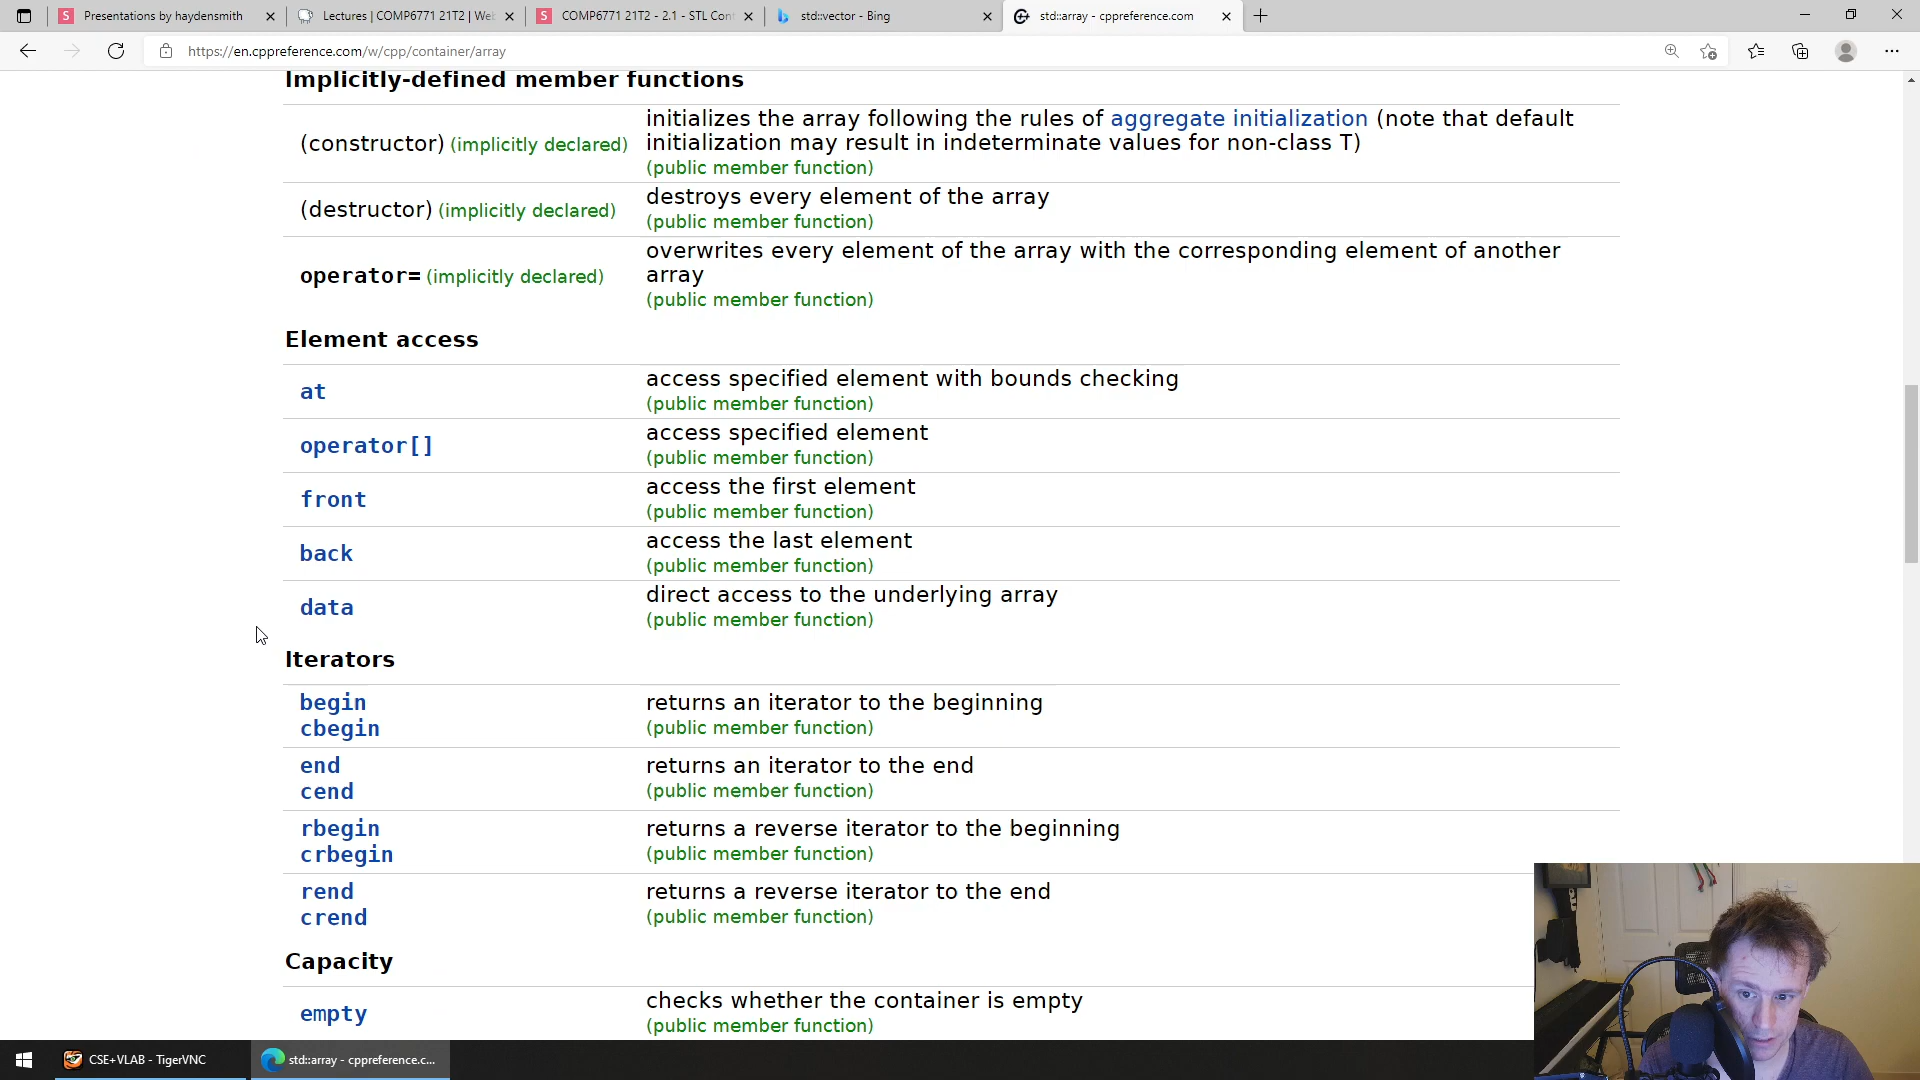 Presentations by haydensmith
Lectures | COMP6771 21T2 | Web
COMP6771 21T2 - 2.1 - STL Cont
std::vector - Bing
std::array - cppreference.com
https://en.cppreference.com/w/cpp/container/array
Implicitly-defined member functions
(constructor) (implicitly declared)
initializes the array following the rules of aggregate initialization (note that default
initialization may result in indeterminate values for non-class T)
(public member function)
(destructor) (implicitly declared)
destroys every element of the array
(public member function)
operator= (implicitly declared)
overwrites every element of the array with the corresponding element of another
array
(public member function)
Element access
at
access specified element with bounds checking
(public member function)
operator[]
access specified element
(public member function)
front
access the first element
(public member function)
back
access the last element
(public member function)
data
direct access to the underlying array
(public member function)
Iterators
begin
cbegin
returns an iterator to the beginning
(public member function)
end
cend
returns an iterator to the end
(public member function)
rbegin
crbegin
returns a reverse iterator to the beginning
(public member function)
rend
crend
returns a reverse iterator to the end
(public member function)
Capacity
empty
checks whether the container is empty
(public member function)
CSE+VLAB - TigerVNC
std::array - cppreference.c...